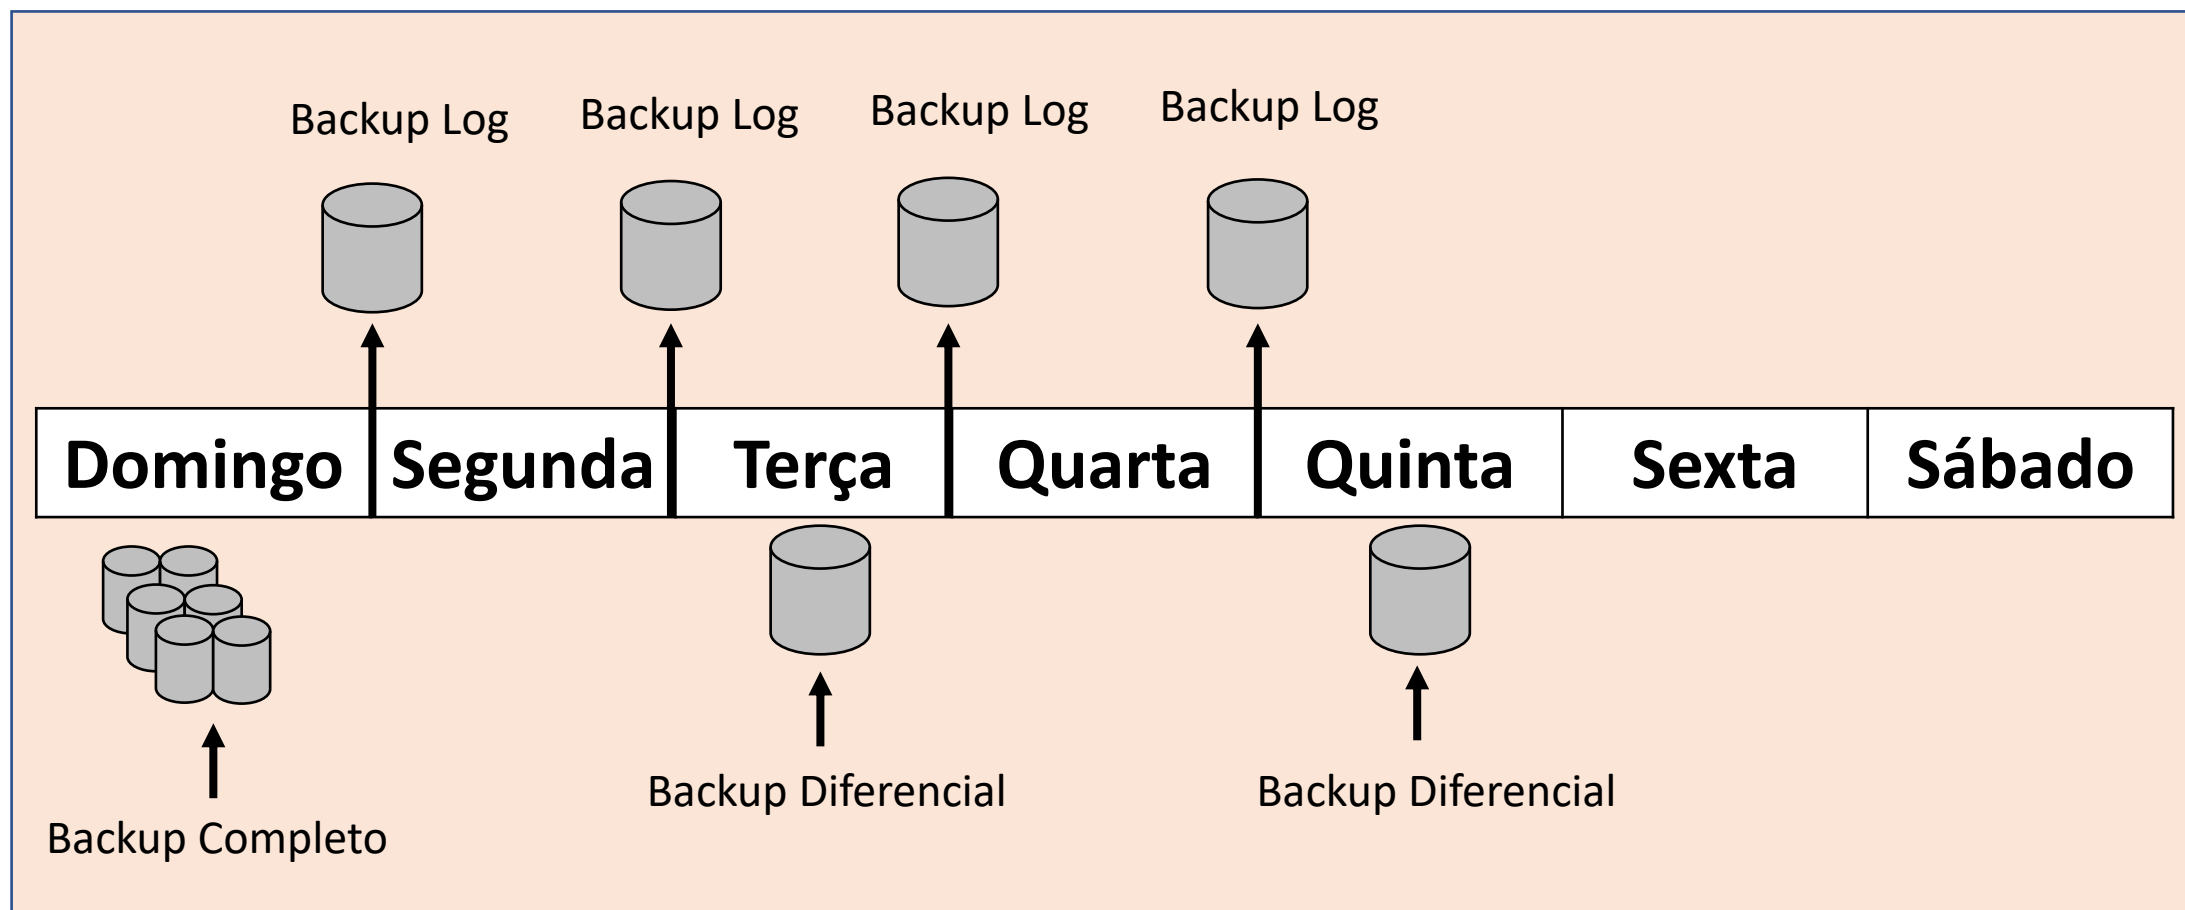 Backup Log
Backup Log
Backup Log
Backup Log
Domingo
Segunda
Terça
Quarta
Quinta
Sexta
Sábado
Backup Diferencial
Backup Diferencial
Backup Completo